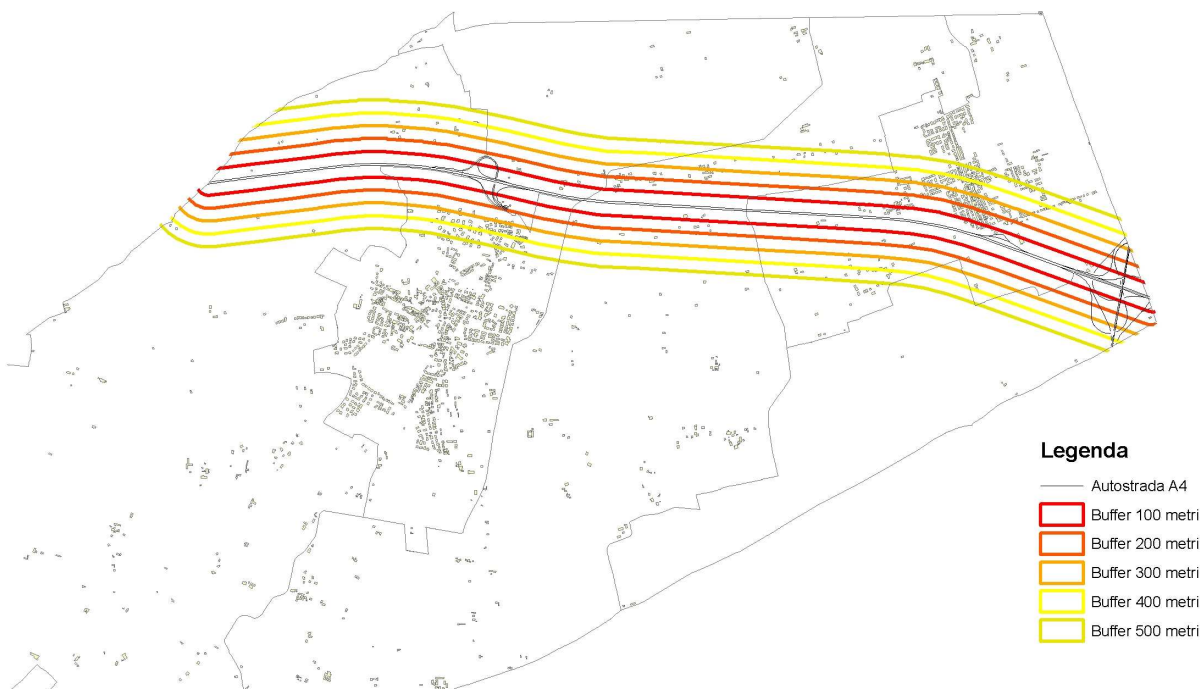 Legenda
Autostrada A4
Buffer 100 metri
Buffer 200 metri
Buffer 300 metri
Buffer 400 metri
Buffer 500 metri